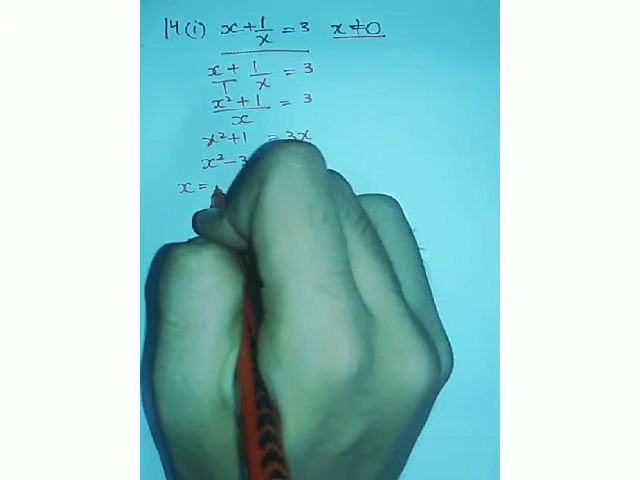 14 (i) x + 1/x = 3 x ≠ 0
x/1 + 1/x = 3
x² + 1 / x = 3
x² + 1 = 3x
x² - 3
x =